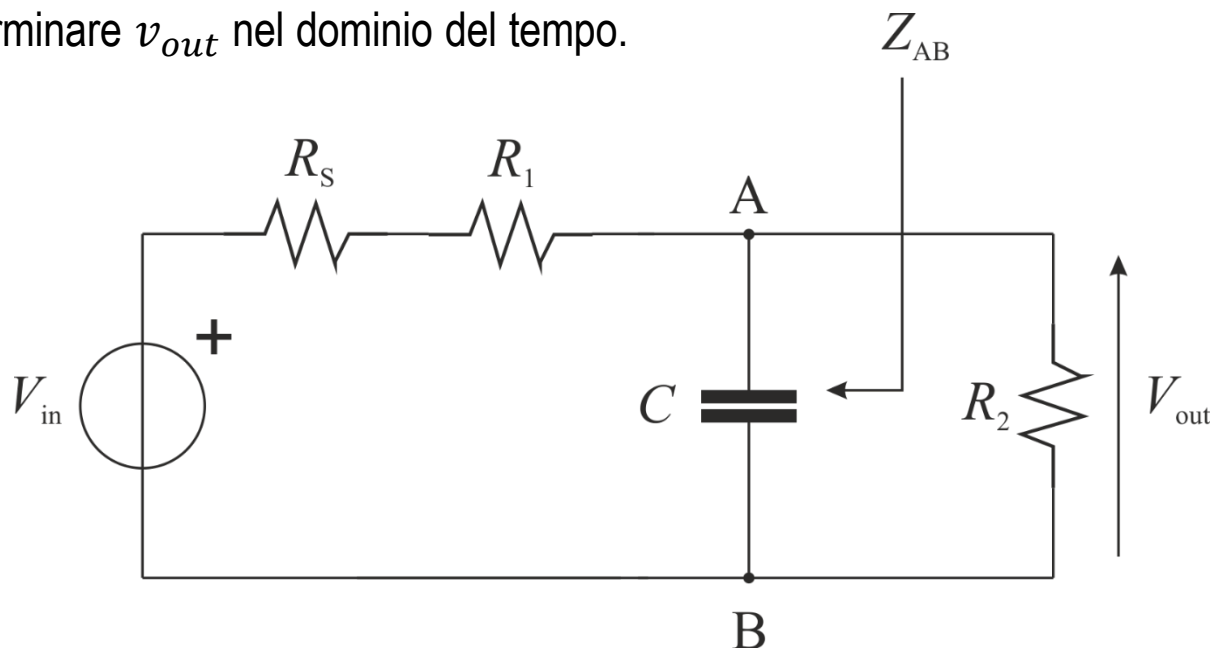 rminare v_out nel dominio del tempo.
Z_AB
R_S
R_1
A
+
V_in
C
R_2
V_out
B